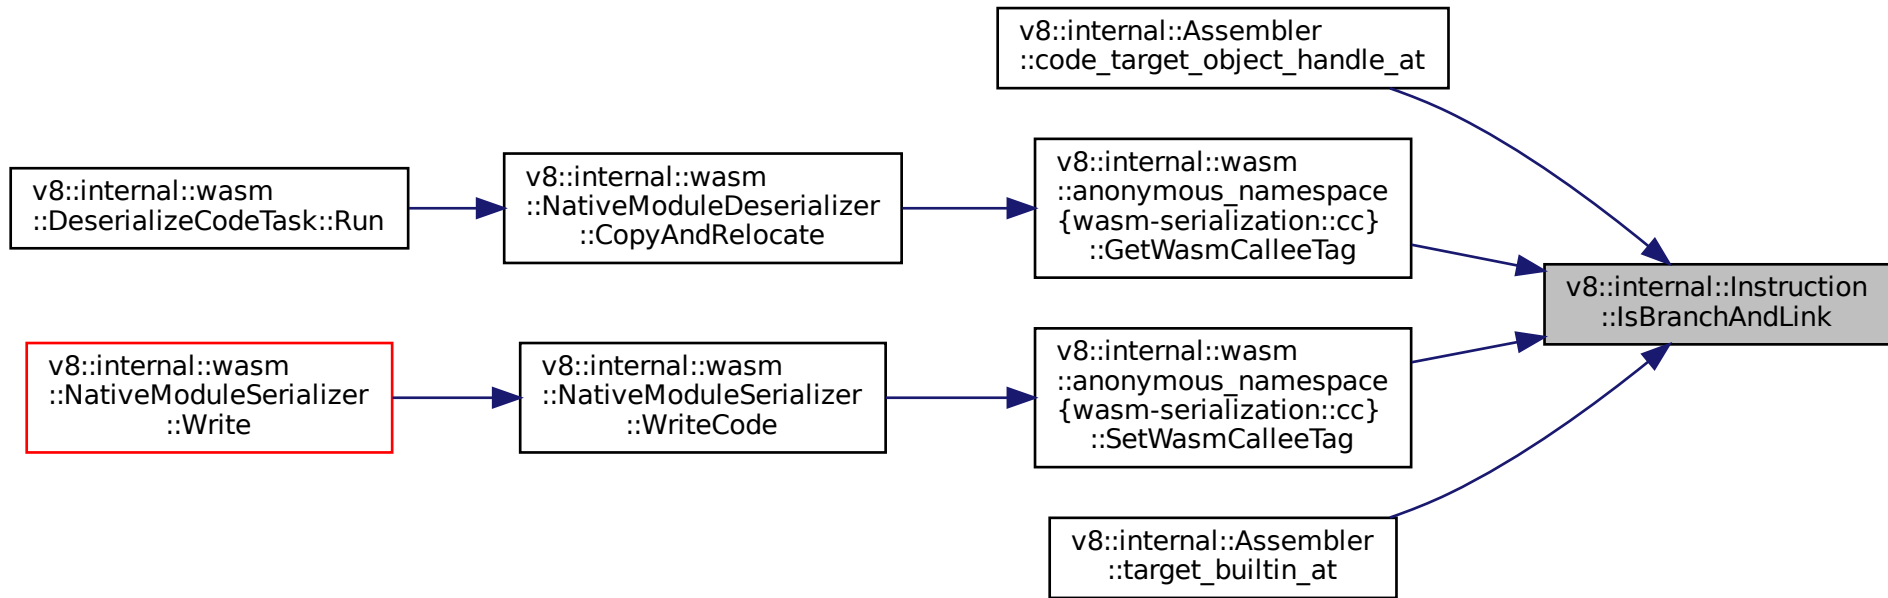 v8::internal::Assembler
::code_target_object_handle_at
v8::internal::wasm
::DeserializeCodeTask::Run
v8::internal::wasm
::NativeModuleDeserializer
::CopyAndRelocate
v8::internal::wasm
::anonymous_namespace
{wasm-serialization::cc}
::GetWasmCalleeTag
v8::internal::Instruction
::IsBranchAndLink
v8::internal::wasm
::NativeModuleSerializer
::Write
v8::internal::wasm
::NativeModuleSerializer
::WriteCode
v8::internal::wasm
::anonymous_namespace
{wasm-serialization::cc}
::SetWasmCalleeTag
v8::internal::Assembler
::target_builtin_at